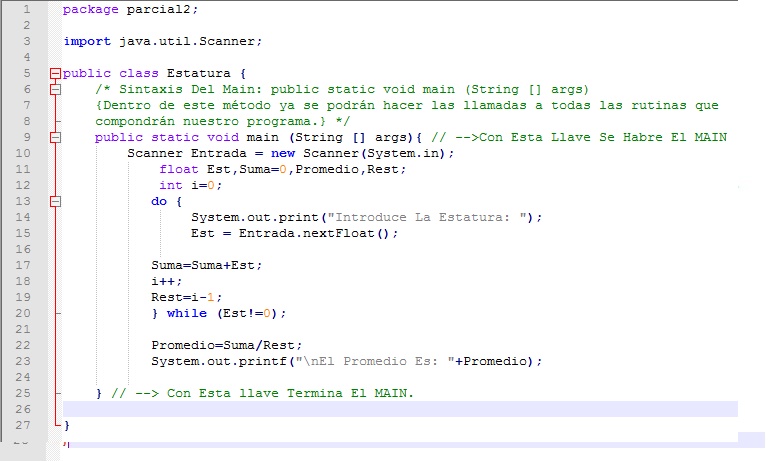 1 package parcial2;
2
3 import java.util.Scanner;
4
5 public class Estatura {
6 /* Sintaxis Del Main: public static void main (String [] args)
7 {Dentro de este método ya se podrán hacer las llamadas a todas las rutinas que
8 compondrán nuestro programa.} */
9 public static void main (String [] args){ // -->Con Esta Llave Se Habre El MAIN
10 Scanner Entrada = new Scanner(System.in);
11 float Est,Suma=0,Promedio,Rest;
12 int i=0;
13 do {
14 System.out.print("Introduce La Estatura: ");
15 Est = Entrada.nextFloat();
16
17 Suma=Suma+Est;
18 i++;
19 Rest=i-1;
20 } while (Est!=0);
21
22 Promedio=Suma/Rest;
23 System.out.printf("\nEl Promedio Es: "+Promedio);
24
25 } // --> Con Esta llave Termina El MAIN.
26
27 }